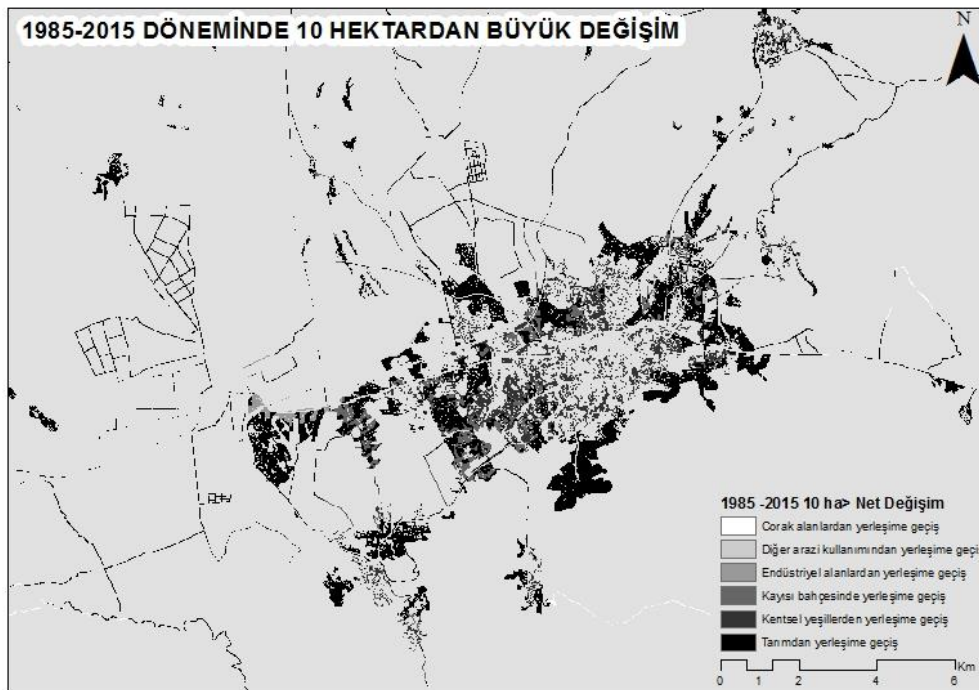 1985-2015 DÖNEMİNDE 10 HEKTARDAN BÜYÜK DEĞİŞİM
N
1985 -2015 10 ha> Net Değişim
Çorak alanlardan yerleşime geçiş
Diğer arazi kullanımından yerleşime geçi
Endüstriyel alanlardan yerleşime geçiş
Kayısı bahçesinde yerleşime geçiş
Kentsel yeşillerden yerleşime geçiş
Tarımdan yerleşime geçiş
Km
0 1 2 4 6